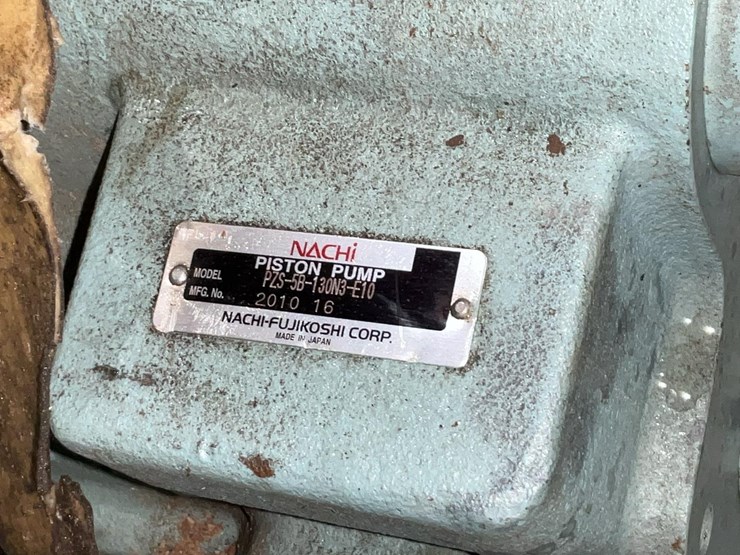 NACHi
PISTON PUMP
MODEL PZS-5B-130N3-E10
MFG. No. 2010 16
NACHI-FUJIKOSHI CORP.
MADE IN JAPAN